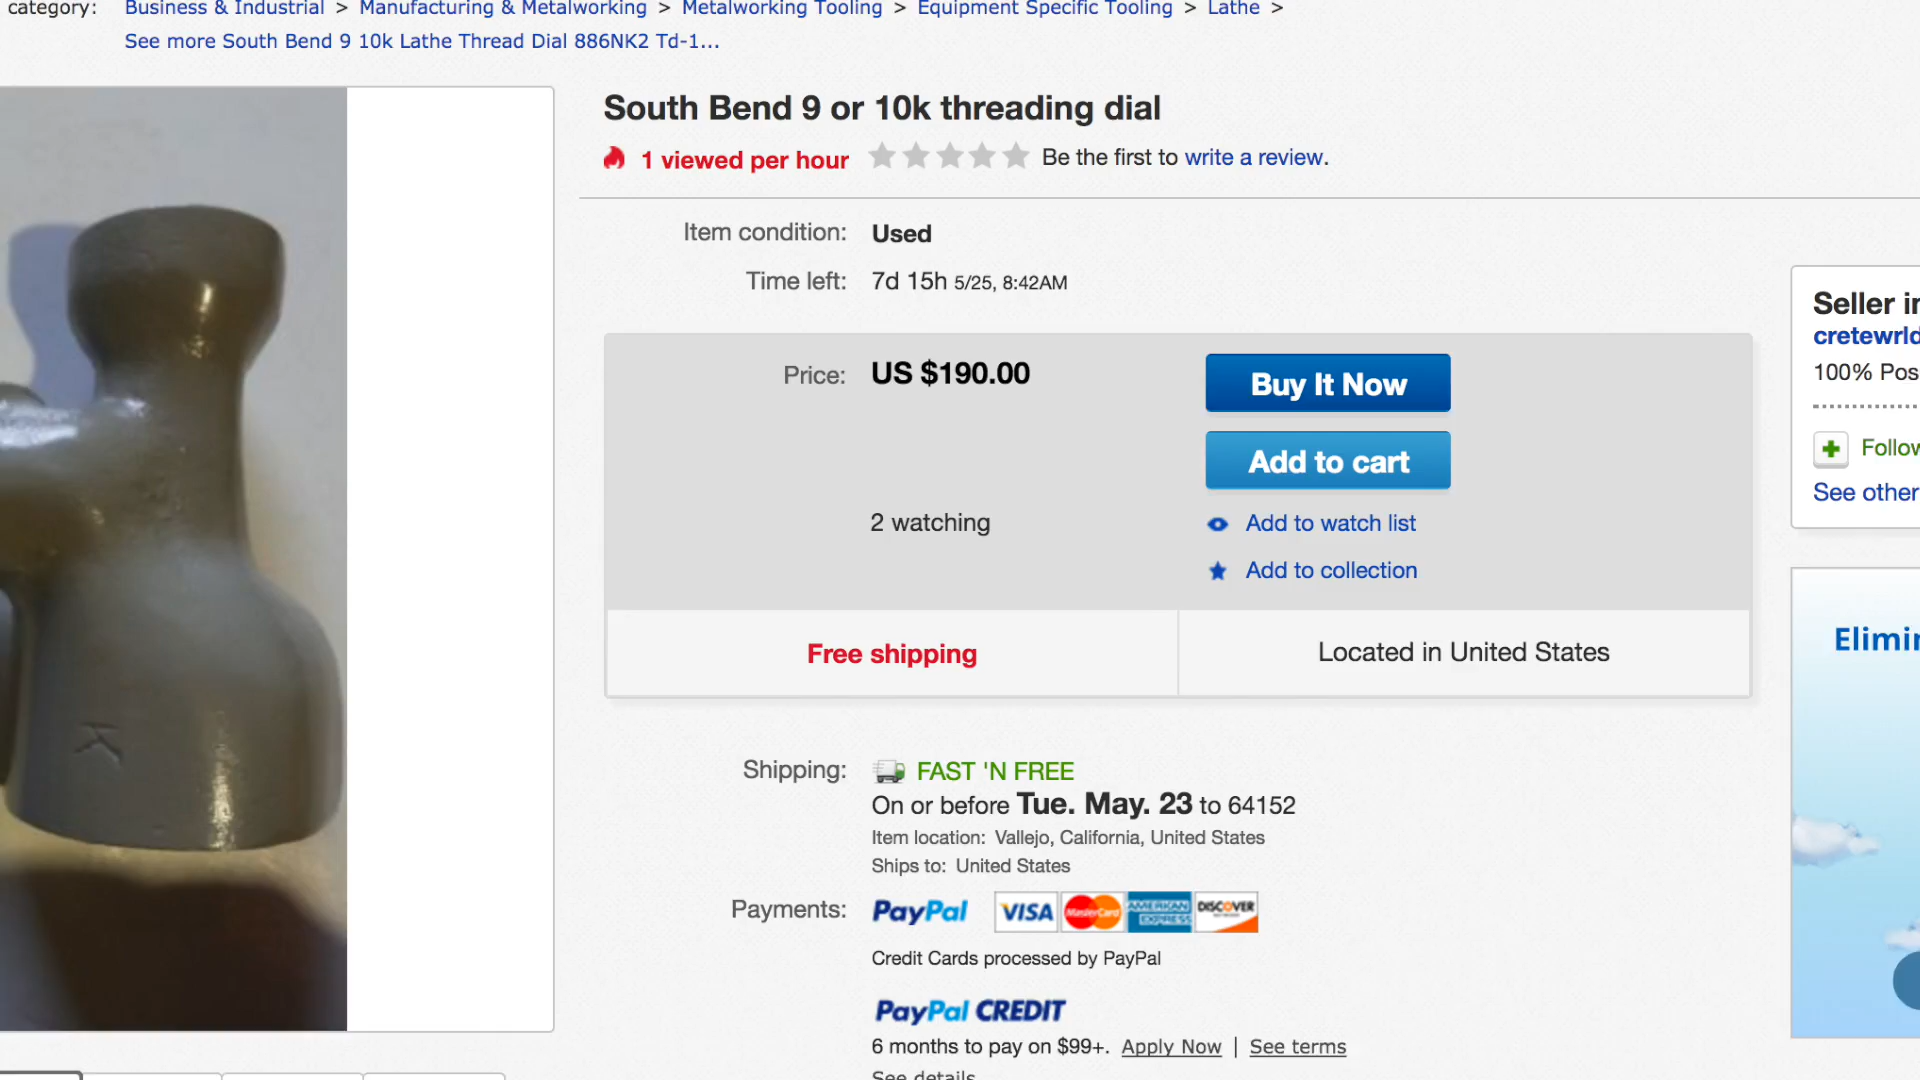 category: Business & Industrial > Manufacturing & Metalworking > Metalworking Tooling > Equipment Specific Tooling > Lathe >
See more South Bend 9 10k Lathe Thread Dial 886NK2 Td-1...
South Bend 9 or 10k threading dial
1 viewed per hour Be the first to write a review.
Item condition: Used
Time left: 7d 15h 5/25, 8:42AM
Price: US $190.00
Buy It Now
Add to cart
2 watching
Add to watch list
Add to collection
Free shipping
Located in United States
Shipping: FAST 'N FREE
On or before Tue. May. 23 to 64152
Item location: Vallejo, California, United States
Ships to: United States
Payments: PayPal VISA MasterCard AMERICAN EXPRESS DISCOVER
Credit Cards processed by PayPal
PayPal CREDIT
6 months to pay on $99+. Apply Now | See terms
See details
Seller in
cretewrld
100% Pos
Follow
See other
Elimin
K